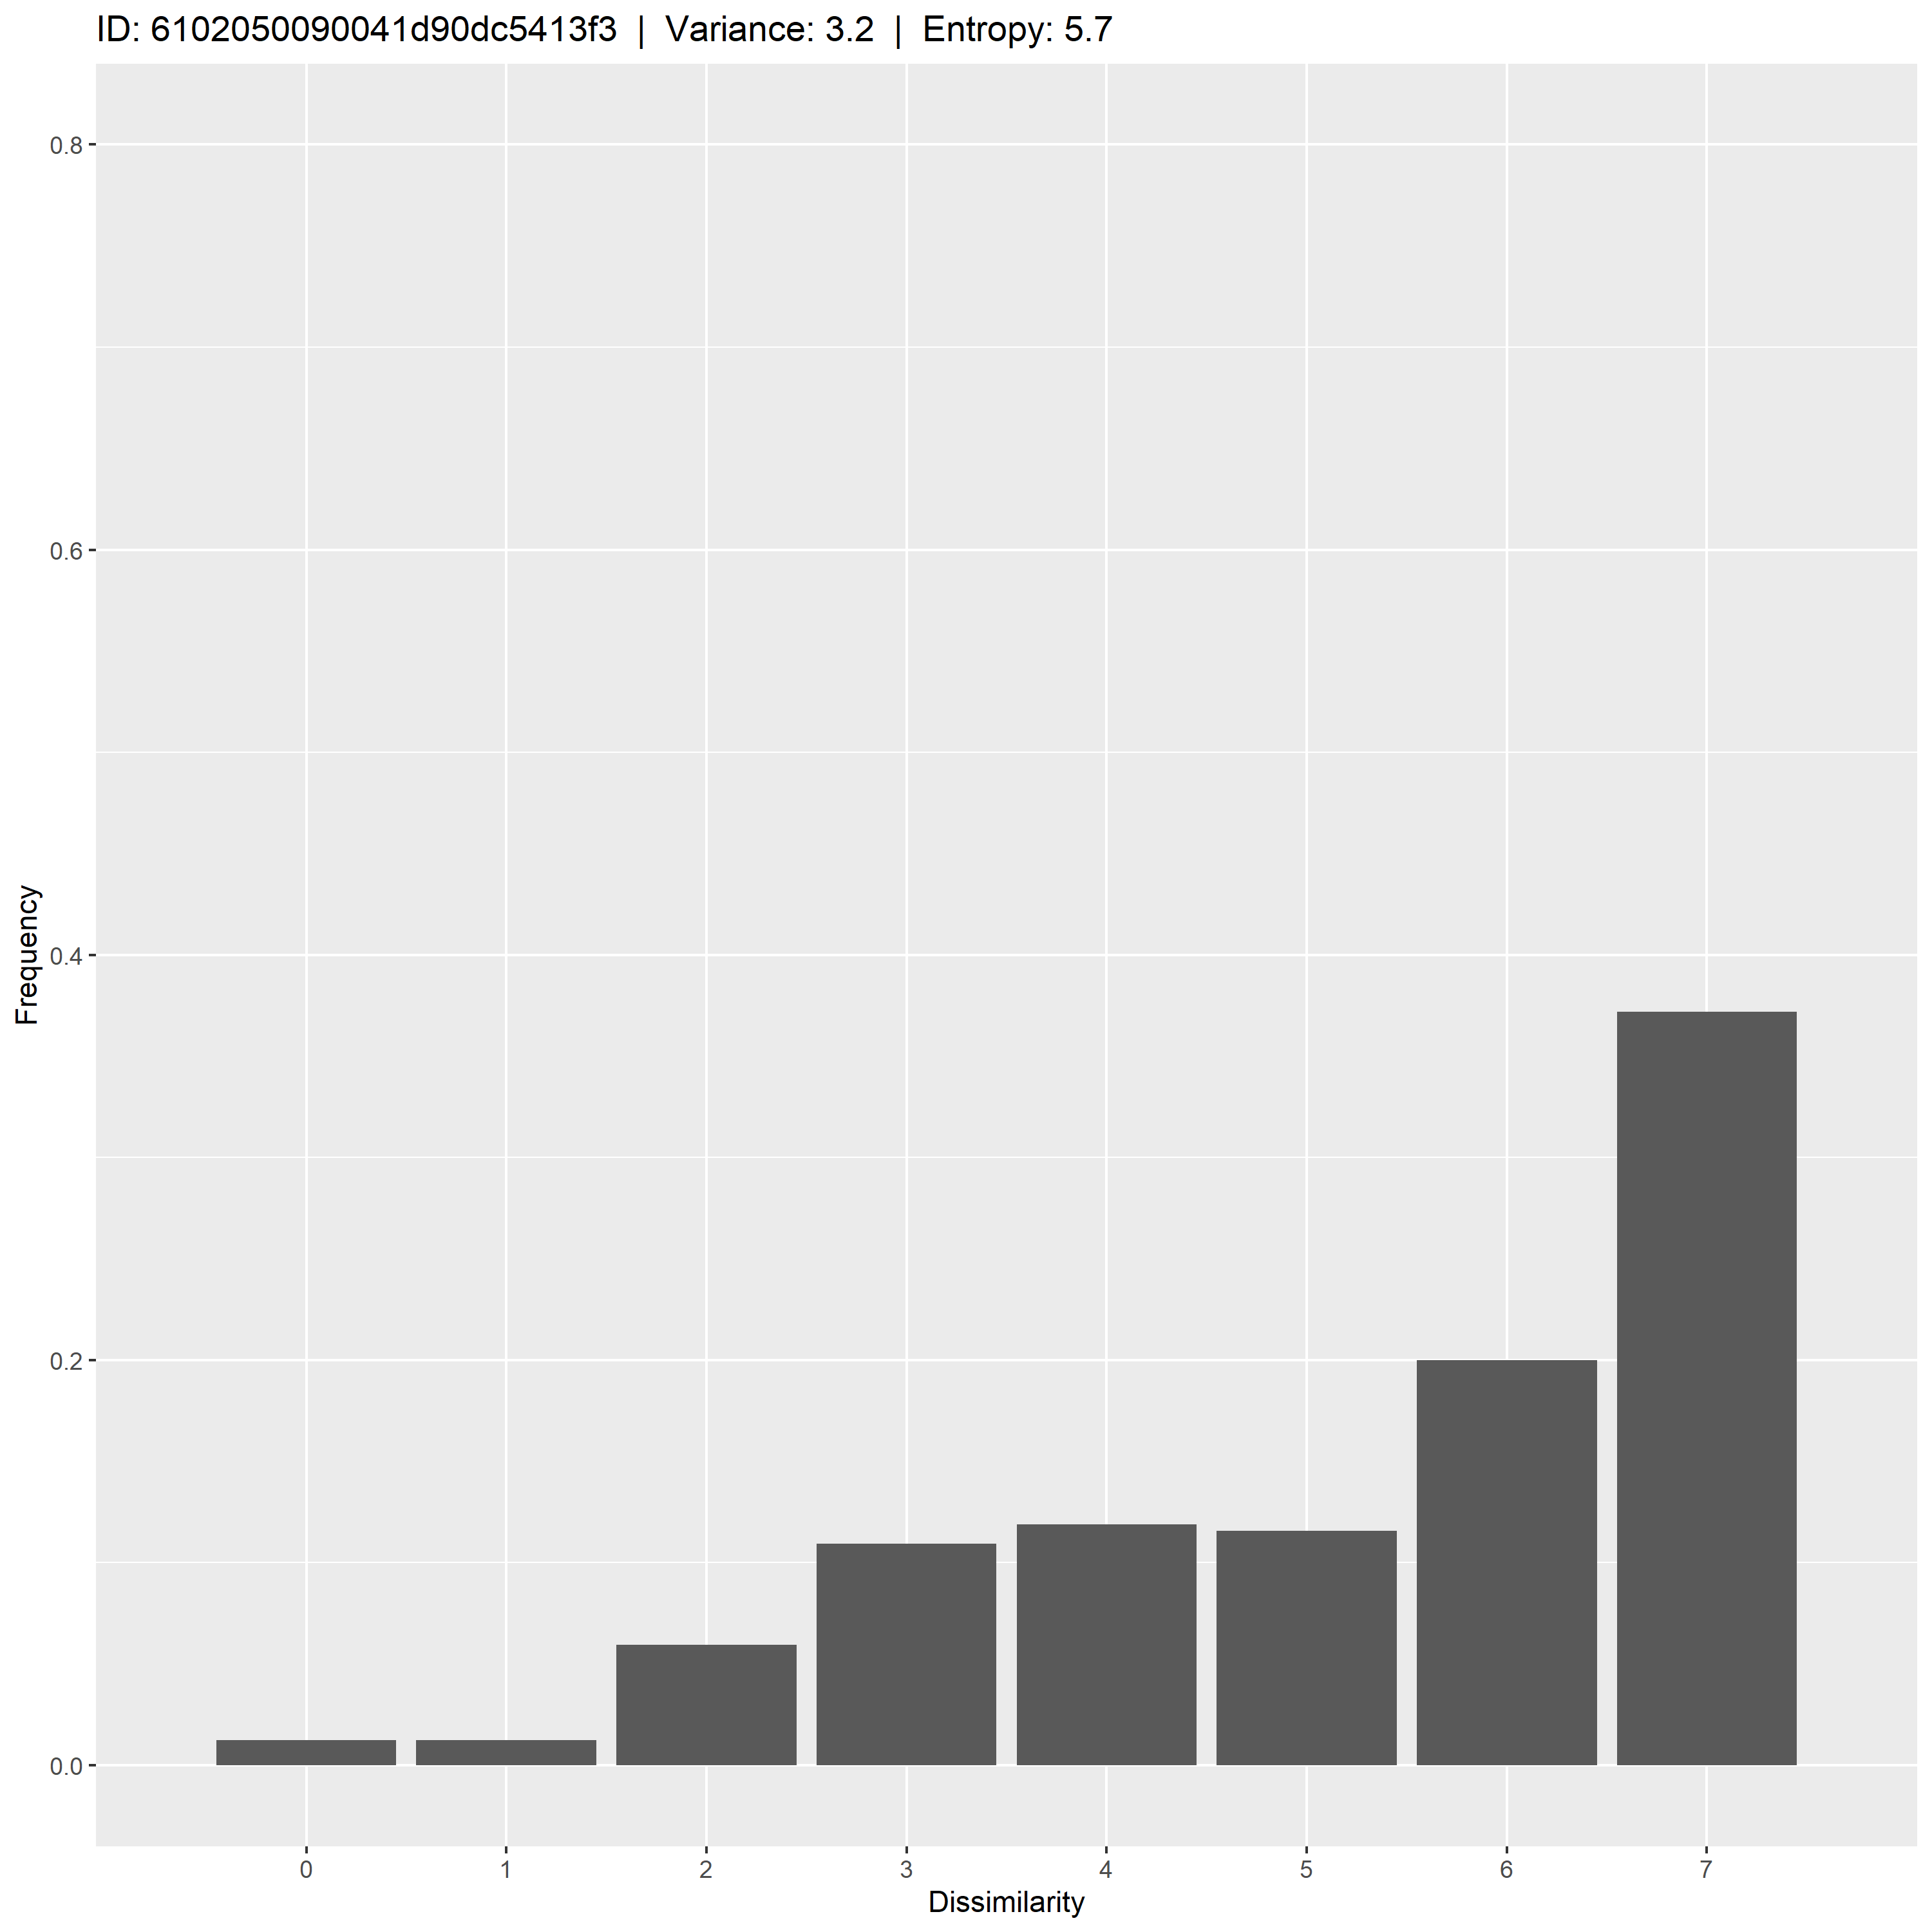 ID: 6102050090041d90dc5413f3 | Variance: 3.2 | Entropy: 5.7
0.8
0.6
0.4
0.2
0.0
Frequency
0 1 2 3 4 5 6 7
Dissimilarity